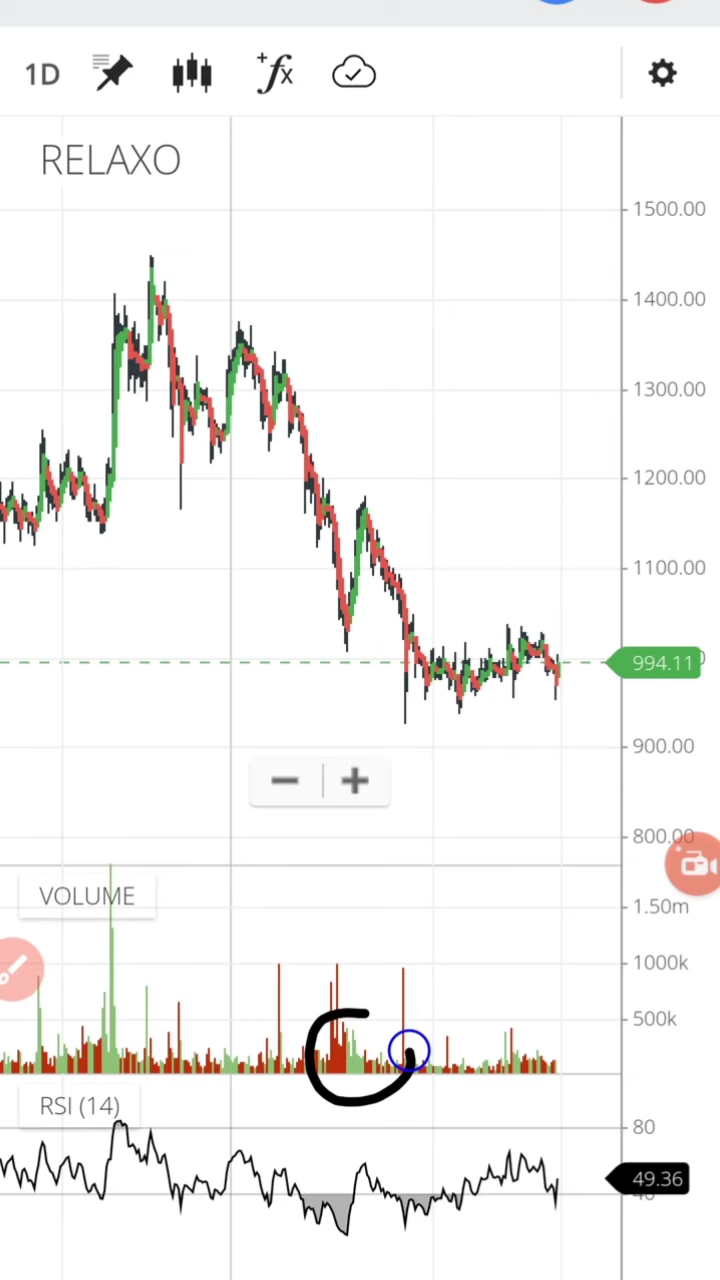 1D
+fx
RELAXO
1500.00
1400.00
1300.00
1200.00
1100.00
994.11
900.00
800.00
VOLUME
1.50m
1000k
500k
RSI (14)
80
49.36